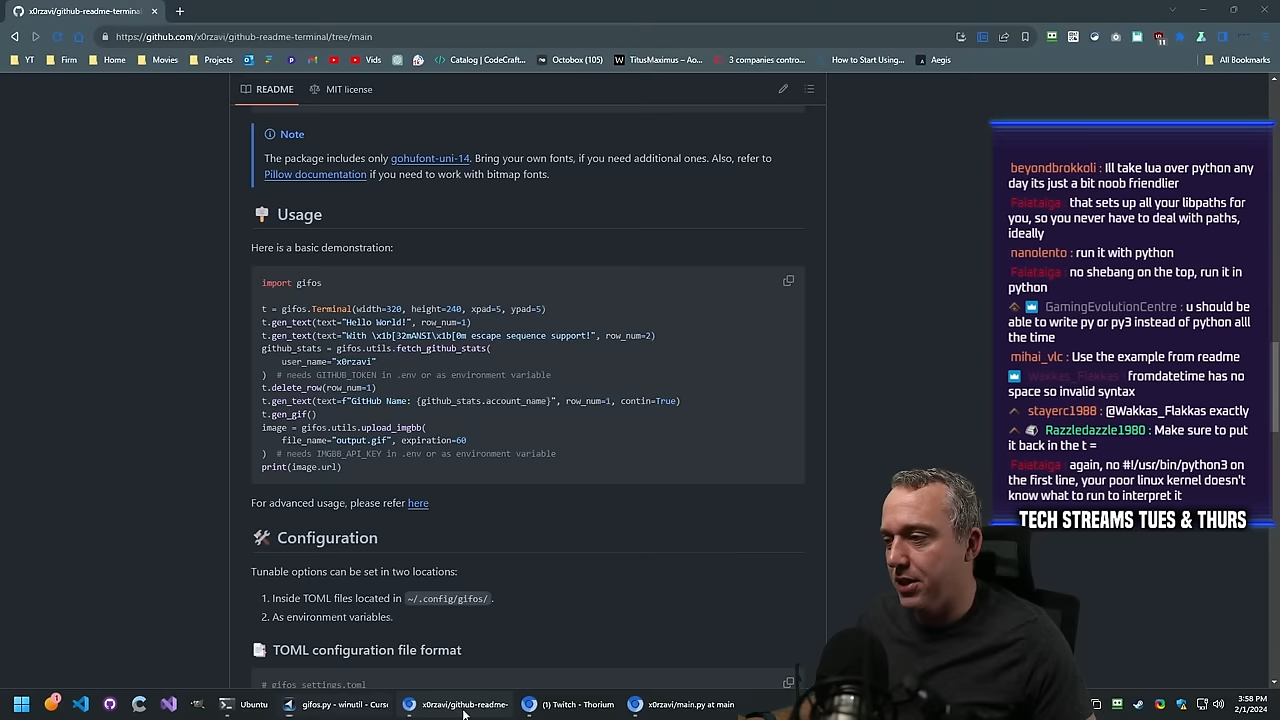 x0rzavi/github-readme-terminal
https://github.com/x0rzavi/github-readme-terminal/tree/main
YT
Firm
Home
Movies
Projects
Vids
Catalog | CodeCraft...
Octobox (105)
TitusMaximus – Ao...
3 companies contro...
How to Start Using...
Aegis
All Bookmarks
README
MIT license
Note
The package includes only gohufont-uni-14. Bring your own fonts, if you need additional ones. Also, refer to
Pillow documentation if you need to work with bitmap fonts.
Usage
Here is a basic demonstration:
import gifos
t = gifos.Terminal(width=320, height=240, xpad=5, ypad=5)
t.gen_text(text="Hello World!", row_num=1)
t.gen_text(text="With \x1b[32mANSI\x1b[0m escape sequence support!", row_num=2)
github_stats = gifos.utils.fetch_github_stats(
user_name="x0rzavi"
) # needs GITHUB_TOKEN in .env or as environment variable
t.delete_row(row_num=1)
t.gen_text(text=f"GitHub Name: {github_stats.account_name}", row_num=1, contin=True)
t.gen_gif()
image = gifos.utils.upload_imgbb(
file_name="output.gif", expiration=60
) # needs IMGBB_API_KEY in .env or as environment variable
print(image.url)
For advanced usage, please refer here
Configuration
Tunable options can be set in two locations:
1. Inside TOML files located in ~/.config/gifos/.
2. As environment variables.
TOML configuration file format
# gifos_settings.toml
beyondbrokkoli : Ill take lua over python any
day its just a bit noob friendlier
Faiataiga that sets up all your libpaths for
you, so you never have to deal with paths,
ideally
nanolento : run it with python
Faiataiga no shebang on the top, run it in
python
GamingEvolutionCentre : u should be
able to write py or py3 instead of python alll
the time
mihai_vlc : Use the example from readme
Wakkas_Flakkas fromdatetime has no
space so invalid syntax
stayerc1988 : @Wakkas_Flakkas exactly
Razzledazzle1980 : Make sure to put
it back in the t =
Faiataiga again, no #!/usr/bin/python3 on
the first line, your poor linux kernel doesn't
know what to run to interpret it
TECH STREAMS TUES & THURS
Ubuntu
gifos.py - winutil - Curs
x0rzavi/github-readme-
(1) Twitch - Thorium
x0rzavi/main.py at main
3:58 PM
2/1/2024